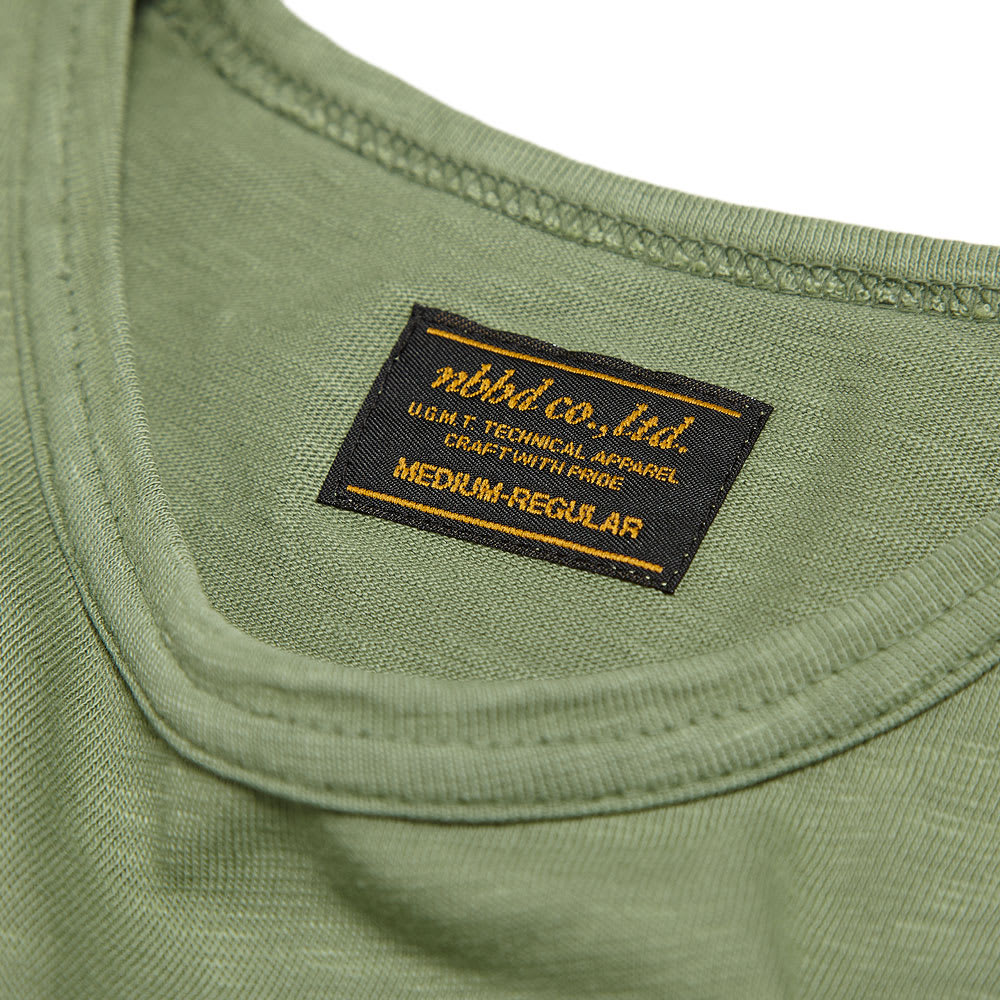 nbbd co., ltd.
U.G.M.T. TECHNICAL APPAREL
CRAFT WITH PRIDE
MEDIUM-REGULAR